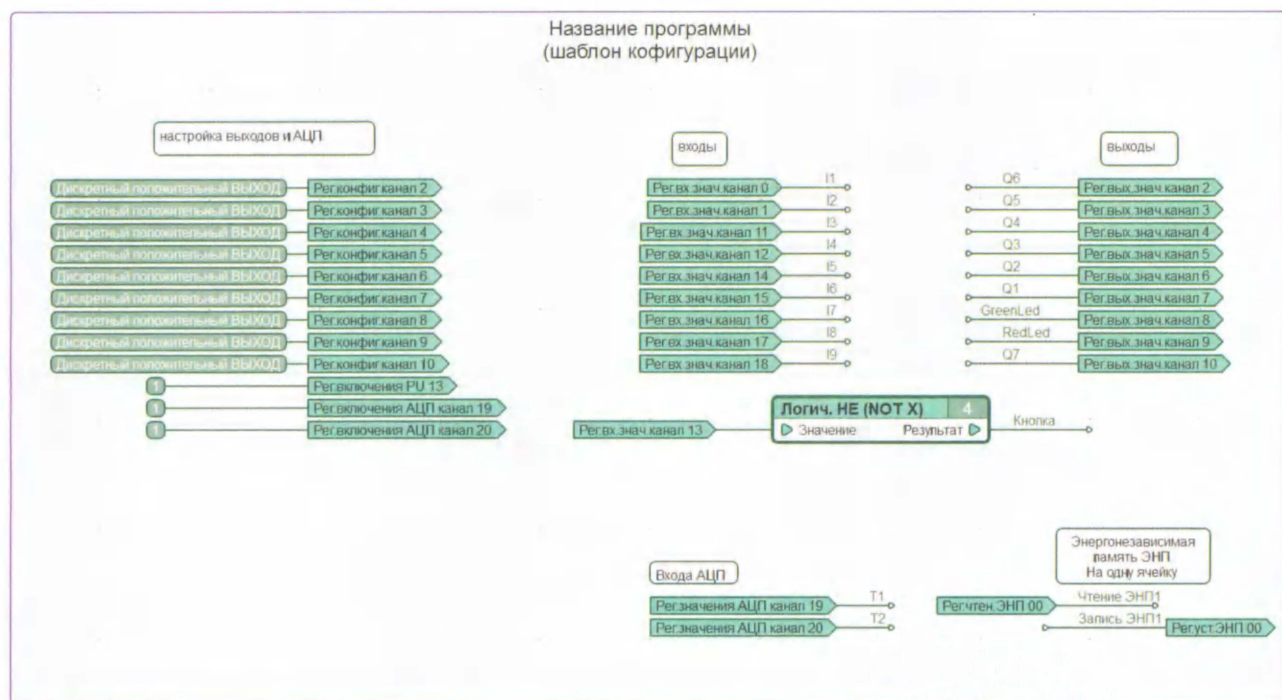 Название программы
(шаблон кофигурации)
настройка выходов и АЦП
Дискретный положительный ВЫХОД Рег.конфиг.канал 2
Дискретный положительный ВЫХОД Рег.конфиг.канал 3
Дискретный положительный ВЫХОД Рег.конфиг.канал 4
Дискретный положительный ВЫХОД Рег.конфиг.канал 5
Дискретный положительный ВЫХОД Рег.конфиг.канал 6
Дискретный положительный ВЫХОД Рег.конфиг.канал 7
Дискретный положительный ВЫХОД Рег.конфиг.канал 8
Дискретный положительный ВЫХОД Рег.конфиг.канал 9
Дискретный положительный ВЫХОД Рег.конфиг.канал 10
1 Рег.включения PU 13
1 Рег.включения АЦП канал 19
1 Рег.включения АЦП канал 20
входы
Рег.вх.знач.канал 0 I1
Рег.вх.знач.канал 1 I2
Рег.вх.знач.канал 11 I3
Рег.вх.знач.канал 12 I4
Рег.вх.знач.канал 14 I5
Рег.вх.знач.канал 15 I6
Рег.вх.знач.канал 16 I7
Рег.вх.знач.канал 17 I8
Рег.вх.знач.канал 18 I9
выходы
Q6 Рег.вых.знач.канал 2
Q5 Рег.вых.знач.канал 3
Q4 Рег.вых.знач.канал 4
Q3 Рег.вых.знач.канал 5
Q2 Рег.вых.знач.канал 6
Q1 Рег.вых.знач.канал 7
GreenLed Рег.вых.знач.канал 8
RedLed Рег.вых.знач.канал 9
Q7 Рег.вых.знач.канал 10
Логич. НЕ (NOT X) 4
Рег.вх.знач.канал 13 Значение Результат Кнопка
Входа АЦП
Рег.значения АЦП канал 19 T1
Рег.значения АЦП канал 20 T2
Энергонезависимая
память ЭНП
На одну ячейку
Рег.чтен.ЭНП 00 Чтение ЭНП1
Запись ЭНП1 Рег.уст.ЭНП 00